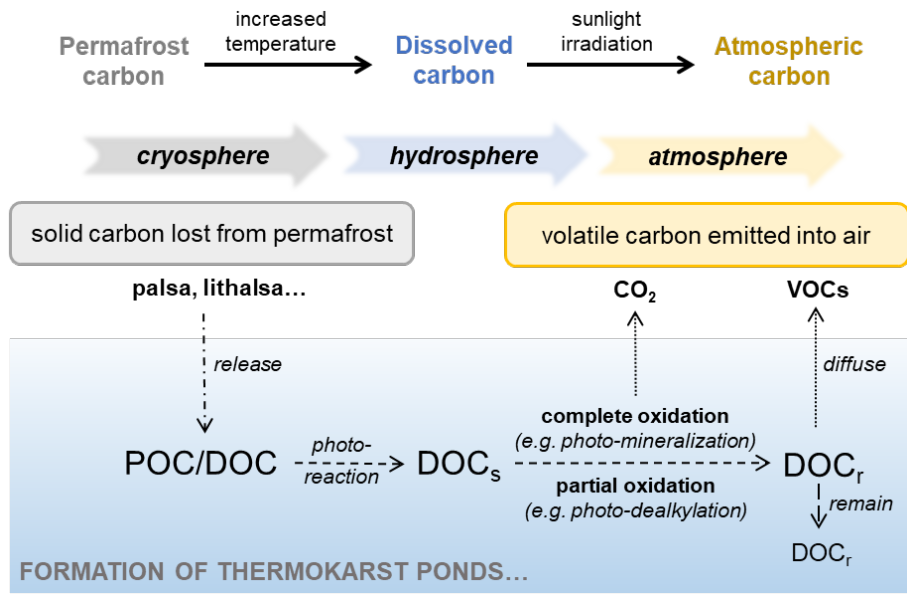 Permafrost
carbon
increased
temperature
Dissolved
carbon
sunlight
irradiation
Atmospheric
carbon
cryosphere
hydrosphere
atmosphere
solid carbon lost from permafrost
volatile carbon emitted into air
palsa, lithalsa…
CO₂
VOCs
release
diffuse
POC/DOC
photo-
reaction
DOCₛ
complete oxidation
(e.g. photo-mineralization)
partial oxidation
(e.g. photo-dealkylation)
DOCᵣ
remain
DOCᵣ
FORMATION OF THERMOKARST PONDS…